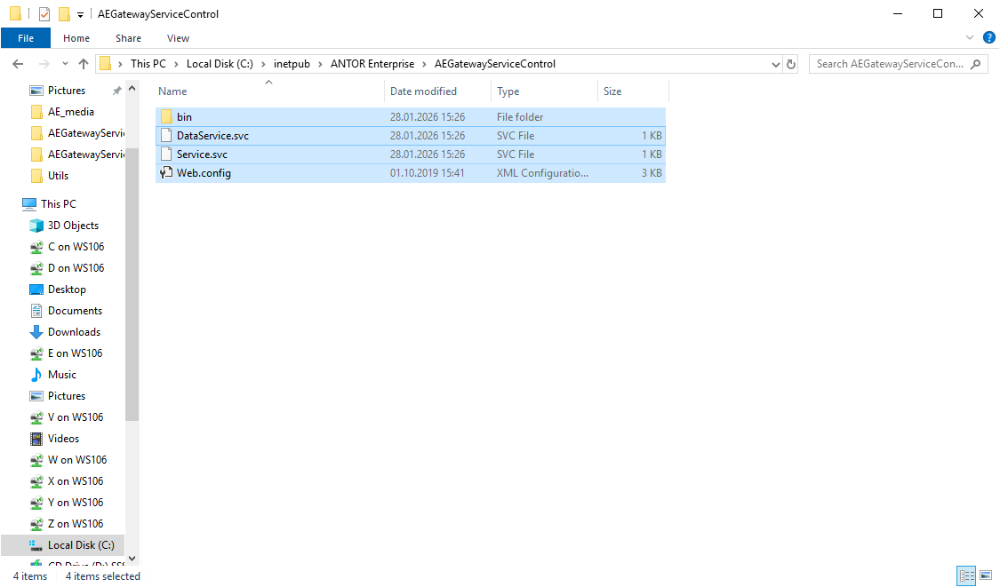 AEGatewayServiceControl
File Home Share View
This PC Local Disk (C:) inetpub ANTOR Enterprise AEGatewayServiceControl
Search AEGatewayServiceCon...
Pictures
AE_media
AEGatewayServi
AEGatewayServi
Utils
This PC
3D Objects
C on WS106
D on WS106
Desktop
Documents
Downloads
E on WS106
Music
Pictures
V on WS106
Videos
W on WS106
X on WS106
Y on WS106
Z on WS106
Local Disk (C:)
CD Drive (D:) SS
Name Date modified Type Size
bin 28.01.2026 15:26 File folder
DataService.svc 28.01.2026 15:26 SVC File 1 KB
Service.svc 28.01.2026 15:26 SVC File 1 KB
Web.config 01.10.2019 15:41 XML Configuratio... 3 KB
4 items 4 items selected